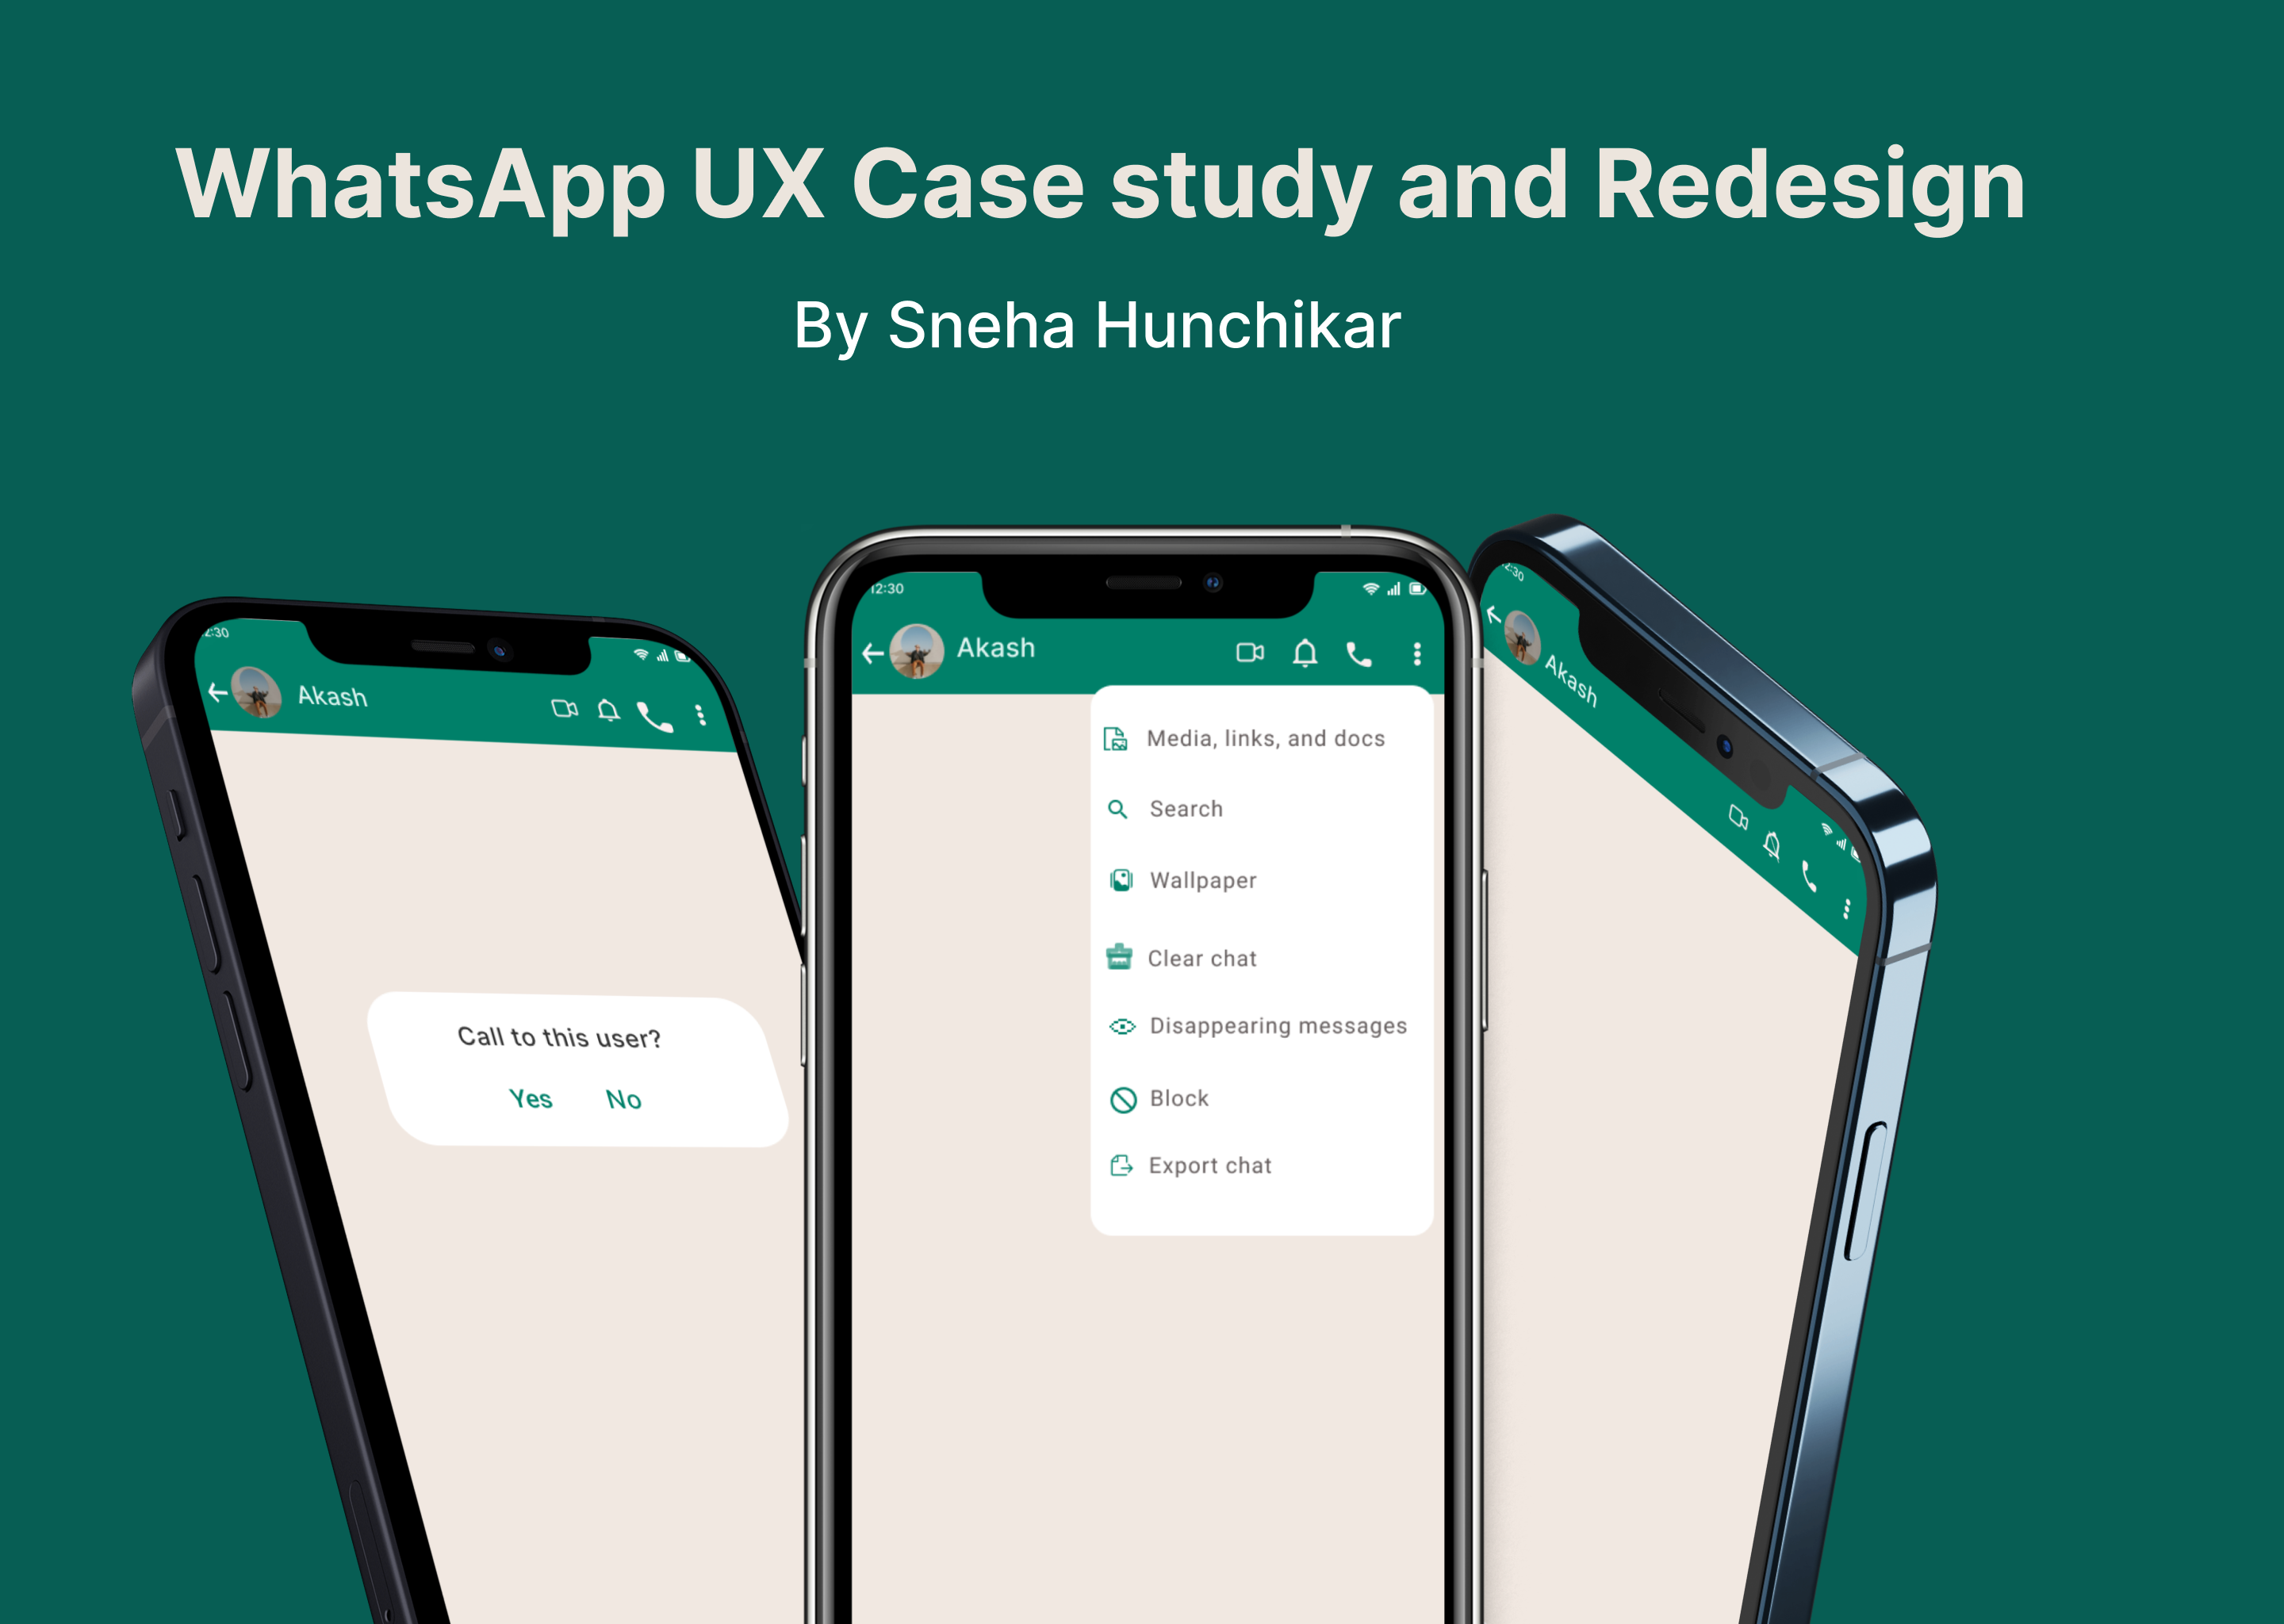 WhatsApp UX Case study and Redesign
By Sneha Hunchikar
2:30
Akash
Call to this user?
Yes No
12:30
Akash
Media, links, and docs
Search
Wallpaper
Clear chat
Disappearing messages
Block
Export chat
2:30
Akash